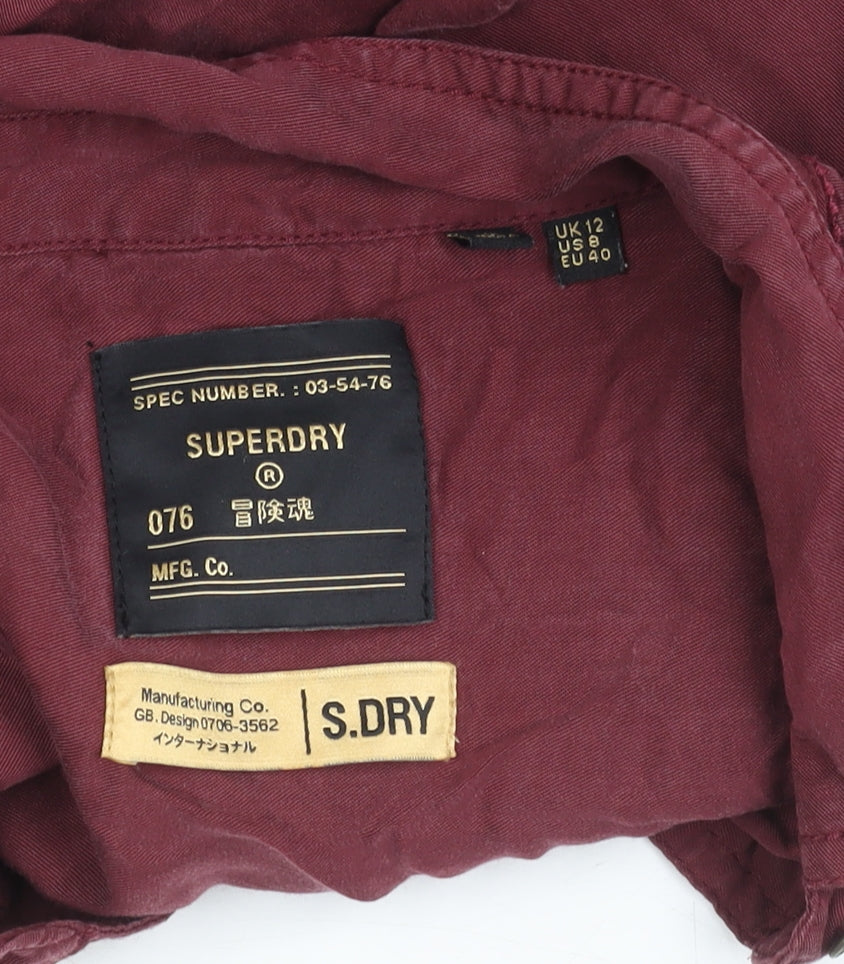 UK 12
US 8
EU 40
SPEC NUMBER. : 03-54-76
SUPERDRY
®
076 冒険魂
MFG. Co.
Manufacturing Co.
GB. Design 0706-3562
インターナショナル
S.DRY